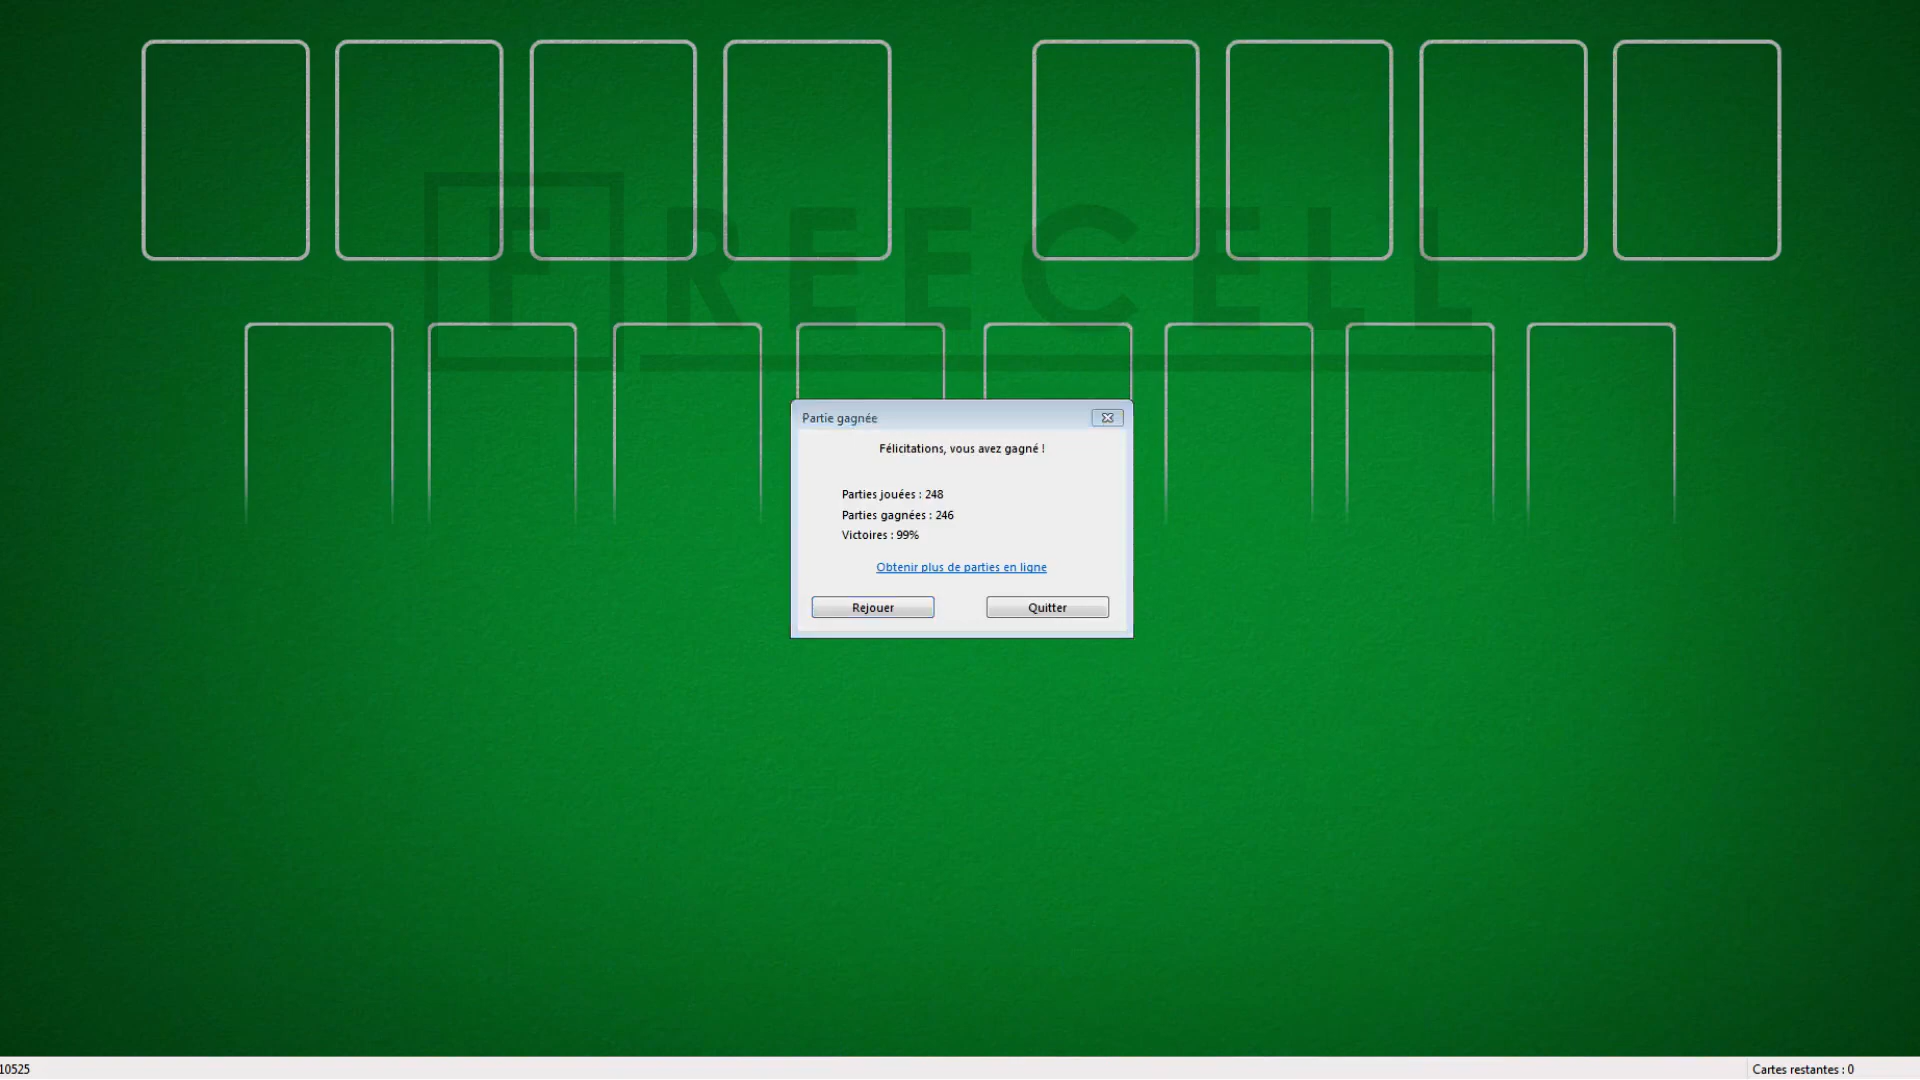 FREECELL
Partie gagnée
Félicitations, vous avez gagné !
Parties jouées : 248
Parties gagnées : 246
Victoires : 99%
Obtenir plus de parties en ligne
Rejouer
Quitter
10525
Cartes restantes : 0